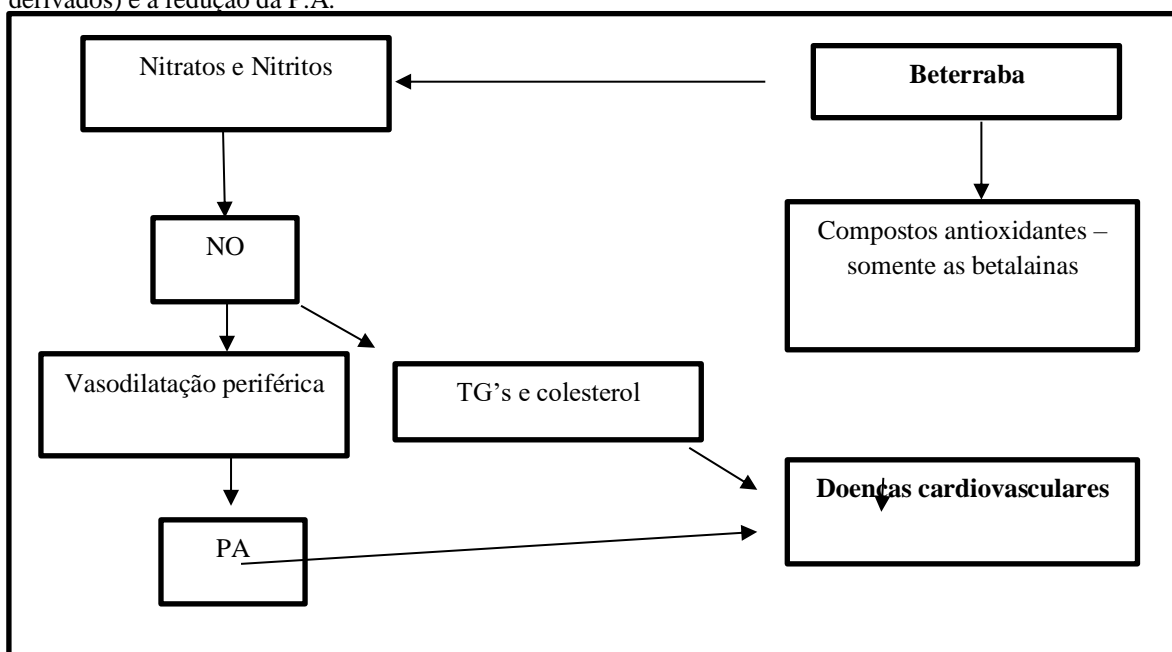 derivados) e a redução da P.A.
Nitratos e Nitritos
Beterraba
Compostos antioxidantes –
somente as betalainas
NO
Vasodilatação periférica
TG’s e colesterol
Doenças cardiovasculares
PA